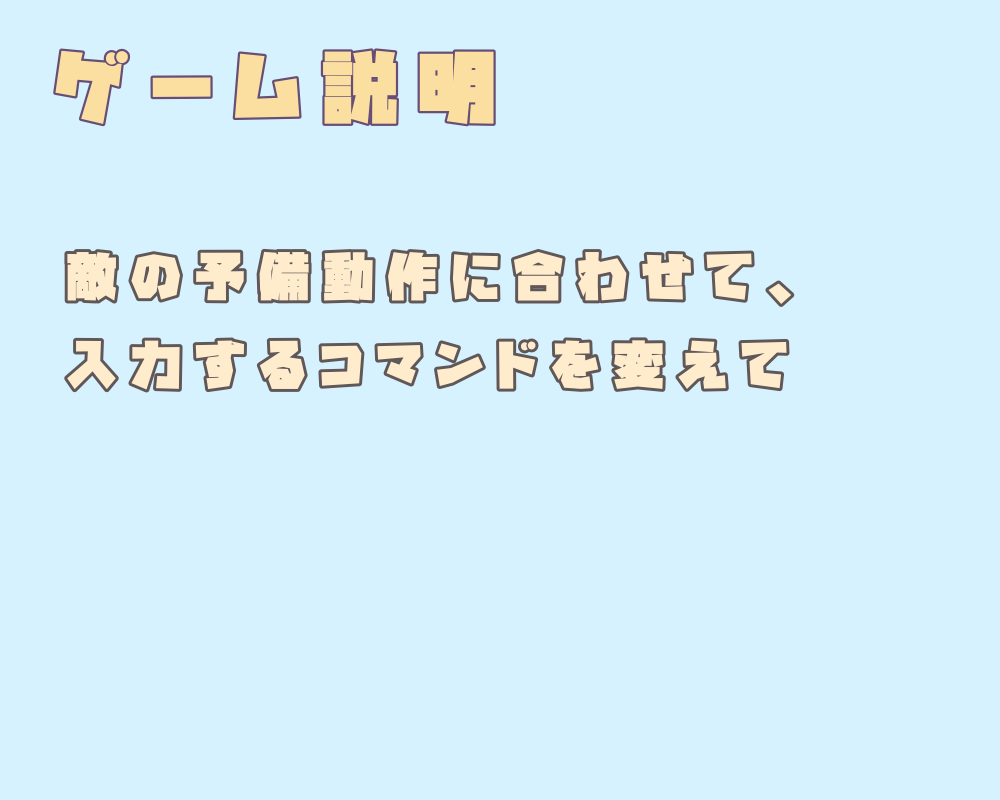 ゲーム説明
敵の予備動作に合わせて、
入力するコマンドを変えて